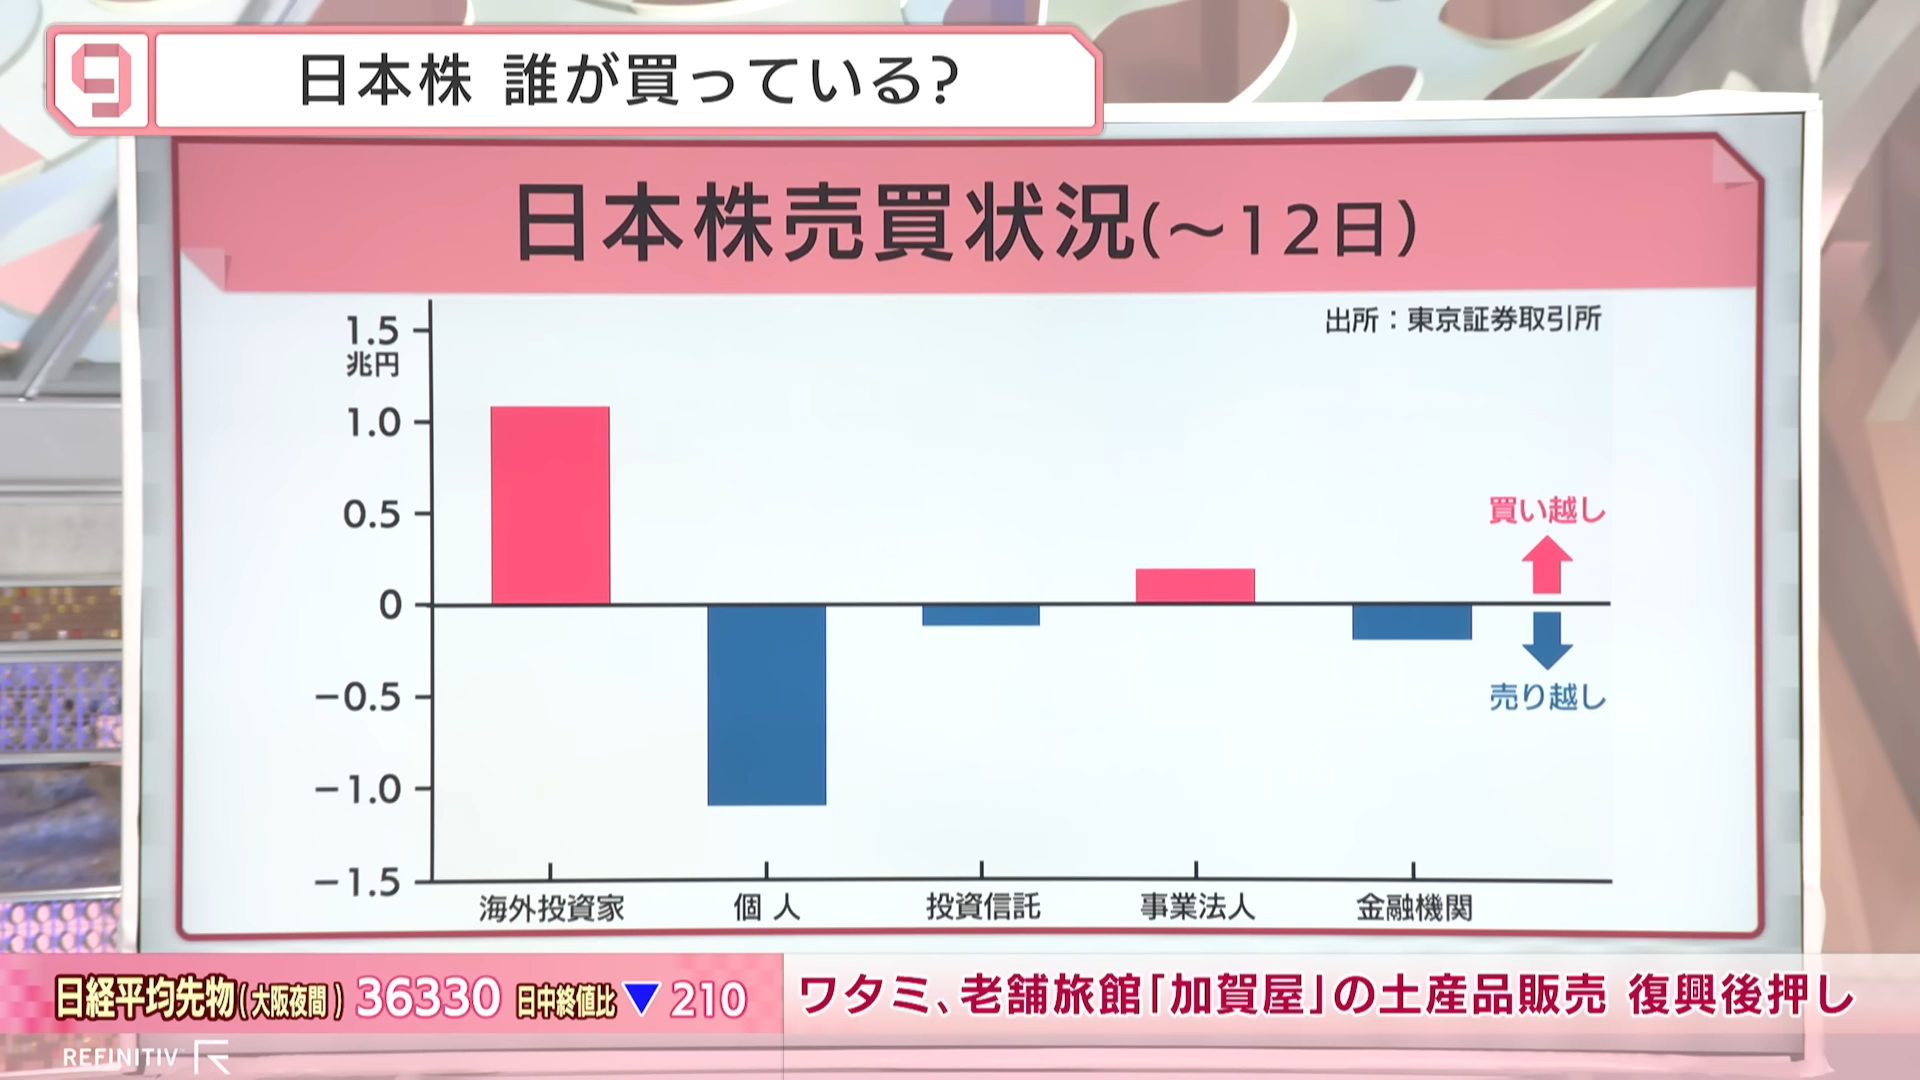 9
日本株 誰が買っている?
日本株売買状況(~12日)
出所:東京証券取引所
1.5
兆円
1.0
0.5
0
-0.5
-1.0
-1.5
買い越し
売り越し
海外投資家
個人
投資信託
事業法人
金融機関
日経平均先物(大阪夜間) 36330 日中終値比▼210
ワタミ、老舗旅館「加賀屋」の土産品販売 復興後押し
REFINITIV